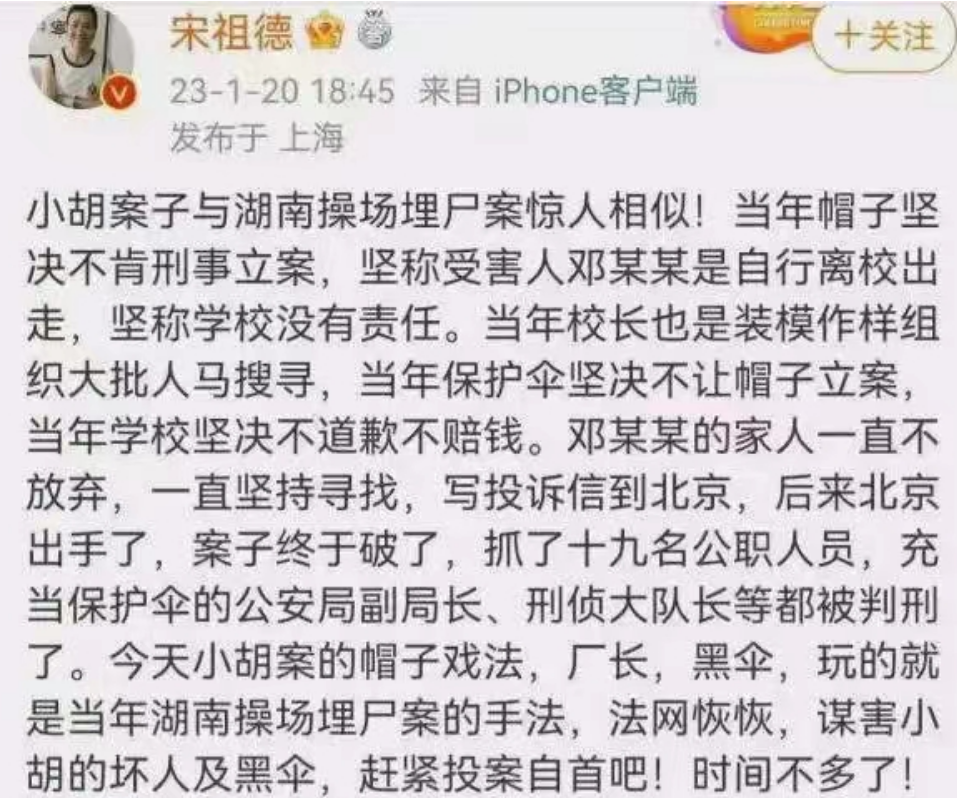 宋祖德
十关注
23-1-20 18:45 来自 iPhone客户端
发布于 上海
小胡案子与湖南操场埋尸案惊人相似！当年帽子坚
决不肯刑事立案，坚称受害人邓某某是自行离校出
走，坚称学校没有责任。当年校长也是装模作样组
织大批人马搜寻，当年保护伞坚决不让帽子立案，
当年学校坚决不道歉不赔钱。邓某某的家人一直不
放弃，一直坚持寻找，写投诉信到北京，后来北京
出手了，案子终于破了，抓了十九名公职人员，充
当保护伞的公安局副局长、刑侦大队长等都被判刑
了。今天小胡案的帽子戏法，厂长，黑伞，玩的就
是当年湖南操场埋尸案的手法，法网恢恢，谋害小
胡的坏人及黑伞，赶紧投案自首吧！时间不多了！